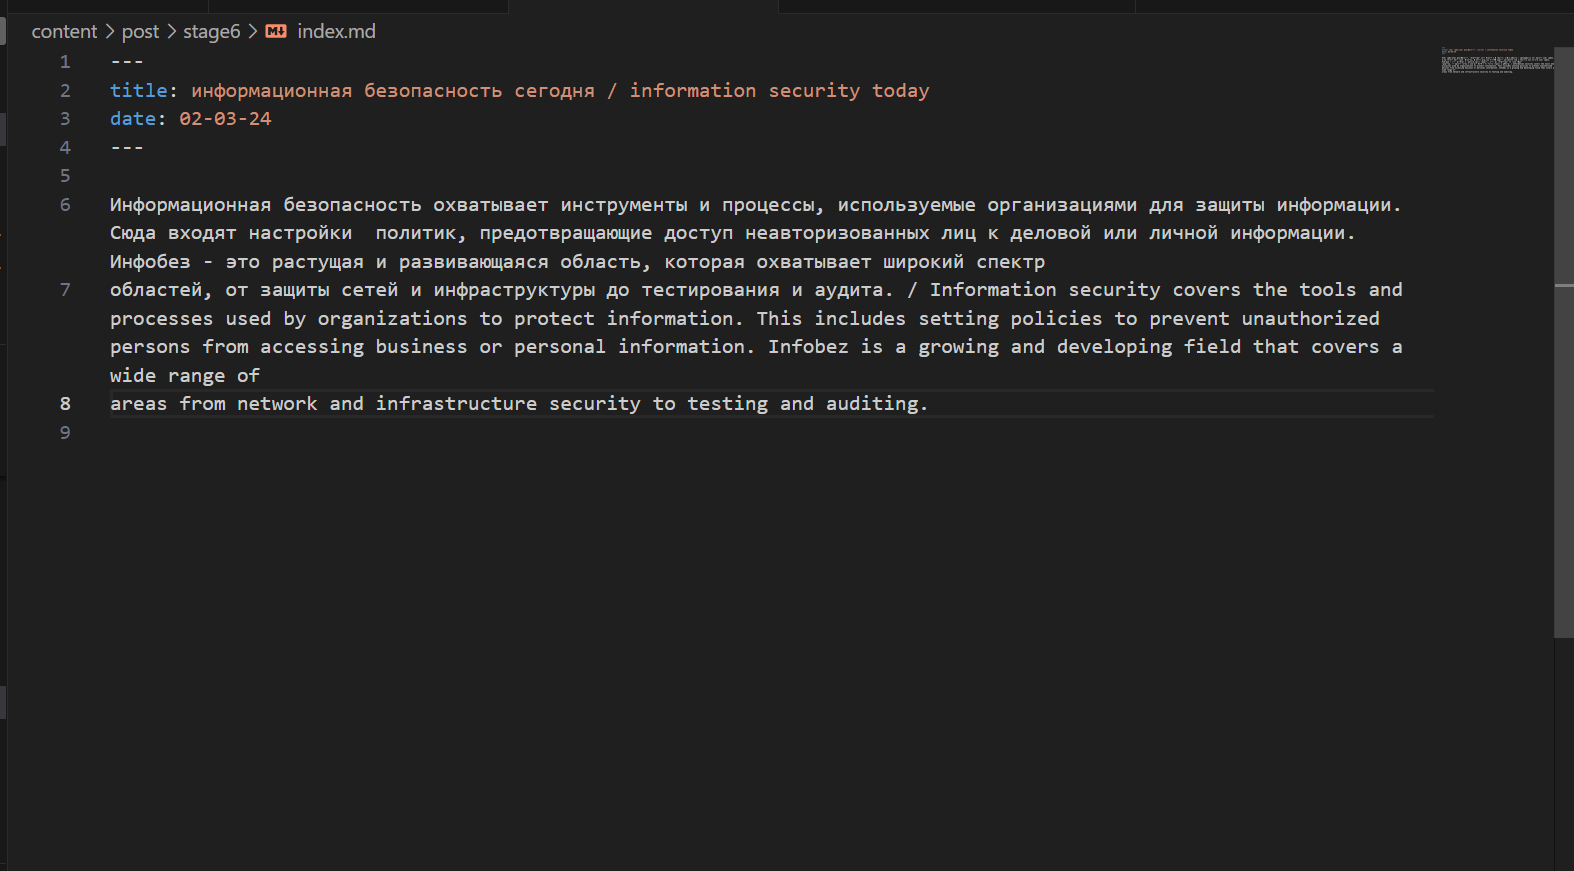 content > post > stage6 > M↓ index.md
1 ---
2 title: информационная безопасность сегодня / information security today
3 date: 02-03-24
4 ---
5
6 Информационная безопасность охватывает инструменты и процессы, используемые организациями для защиты информации.
Сюда входят настройки  политик, предотвращающие доступ неавторизованных лиц к деловой или личной информации.
Инфобез - это растущая и развивающаяся область, которая охватывает широкий спектр
7 областей, от защиты сетей и инфраструктуры до тестирования и аудита. / Information security covers the tools and
processes used by organizations to protect information. This includes setting policies to prevent unauthorized
persons from accessing business or personal information. Infobez is a growing and developing field that covers a
wide range of
8 areas from network and infrastructure security to testing and auditing.
9